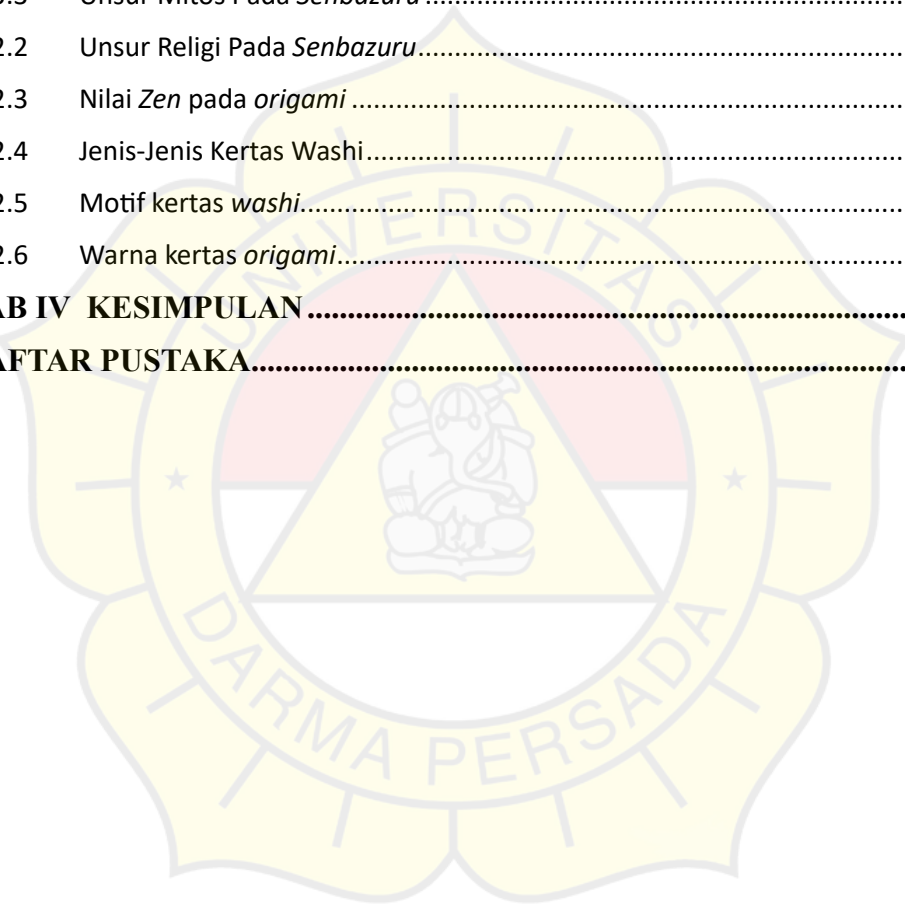 Unsur Mitos Pada Senbazuru ........................................................................
2.2 Unsur Religi Pada Senbazuru ........................................................................
2.3 Nilai Zen pada origami ........................................................................
2.4 Jenis-Jenis Kertas Washi ........................................................................
2.5 Motif kertas washi ........................................................................
2.6 Warna kertas origami ........................................................................
AB IV KESIMPULAN ........................................................................
AFTAR PUSTAKA ........................................................................
UNIVERSITAS
DARMA PERSADA